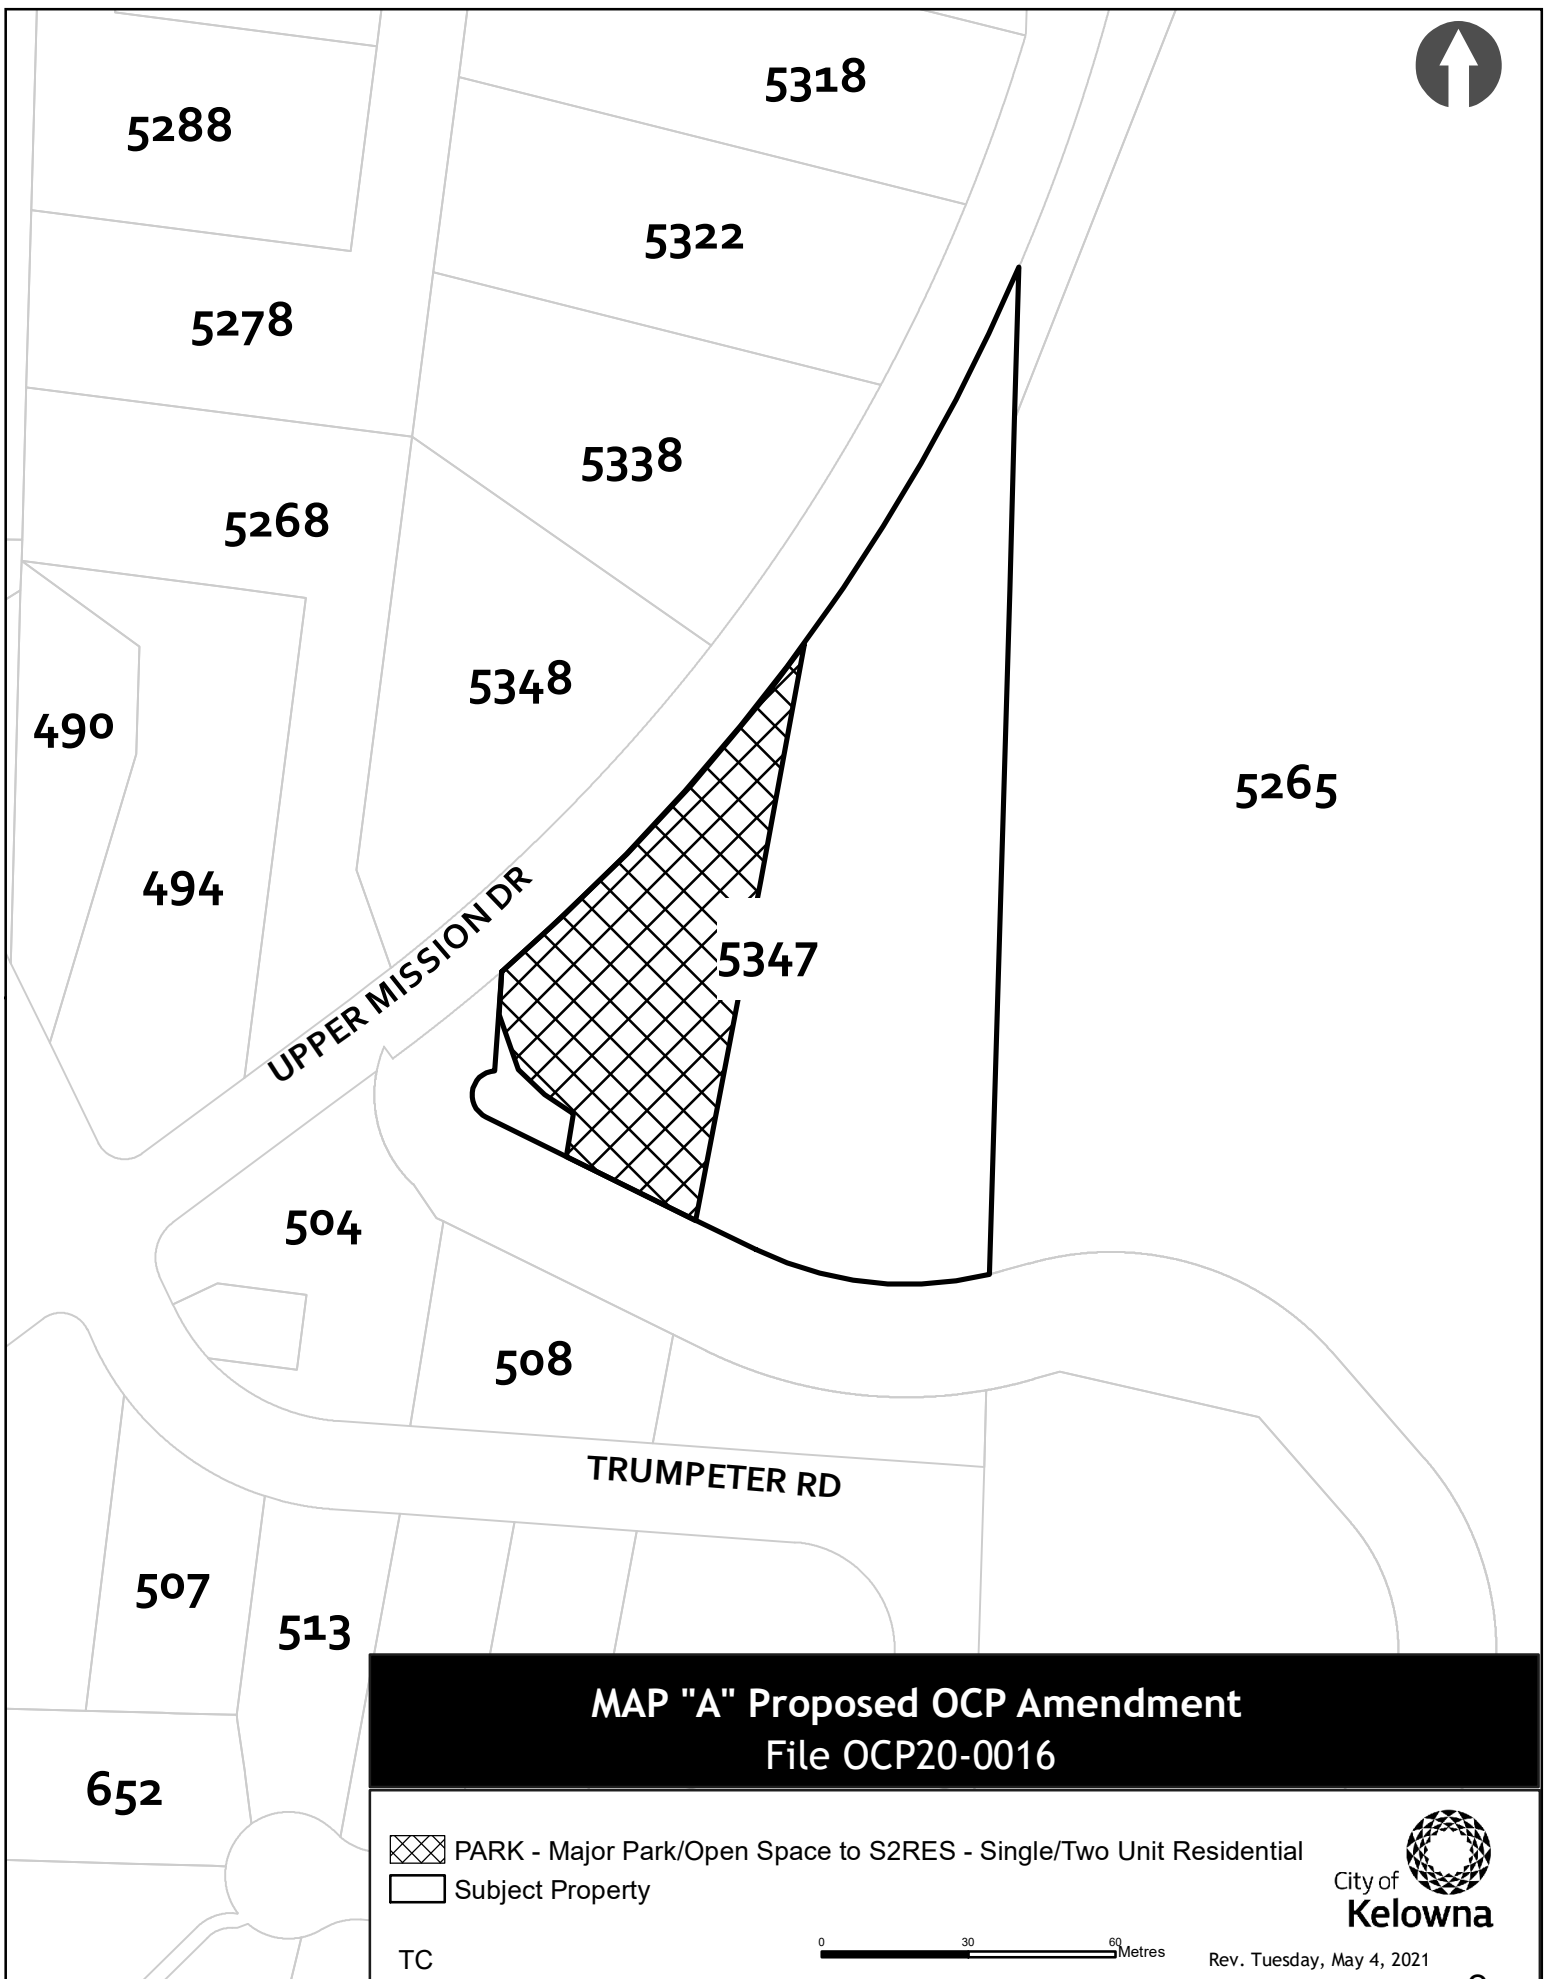 5318
5288
5322
5278
5338
5268
5348
490
5265
494
UPPER MISSION DR
5347
504
508
TRUMPETER RD
507
513
MAP "A" Proposed OCP Amendment
File OCP20-0016
652
PARK - Major Park/Open Space to S2RES - Single/Two Unit Residential
Subject Property
City of
Kelowna
0 30 60 Metres
TC
Rev. Tuesday, May 4, 2021